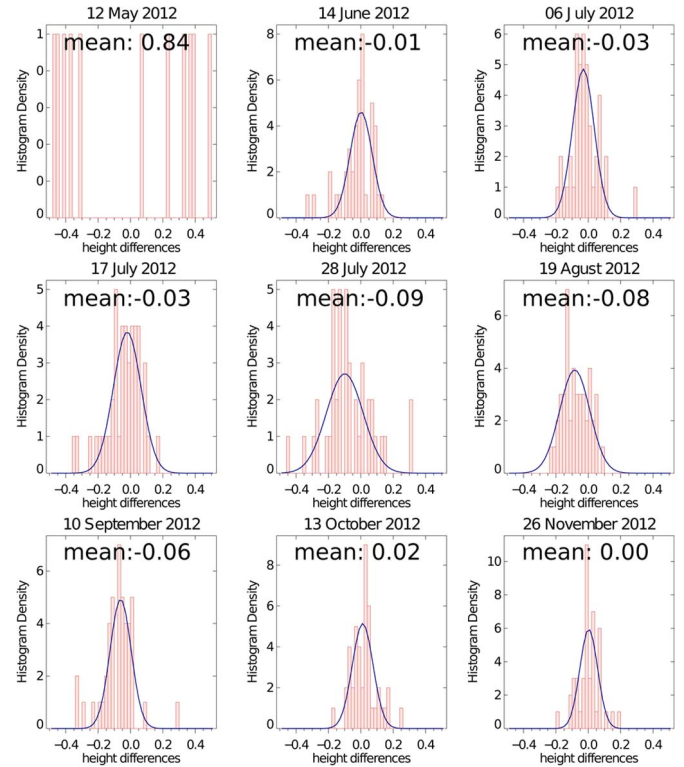 12 May 2012
14 June 2012
06 July 2012
mean: 0.84
mean:-0.01
mean:-0.03
Histogram Density
1
0
0
0
0
0
−0.4 −0.2 0.0 0.2 0.4
height differences
Histogram Density
8
6
4
2
0
−0.4 −0.2 0.0 0.2 0.4
height differences
Histogram Density
6
5
4
3
2
1
0
−0.4 −0.2 0.0 0.2 0.4
height differences
17 July 2012
28 July 2012
19 Agust 2012
mean:-0.03
mean:-0.09
mean:-0.08
Histogram Density
5
4
3
2
1
0
−0.4 −0.2 0.0 0.2 0.4
height differences
Histogram Density
5
4
3
2
1
0
−0.4 −0.2 0.0 0.2 0.4
height differences
Histogram Density
6
4
2
0
−0.4 −0.2 0.0 0.2 0.4
height differences
10 September 2012
13 October 2012
26 November 2012
mean:-0.06
mean: 0.02
mean: 0.00
Histogram Density
6
4
2
0
−0.4 −0.2 0.0 0.2 0.4
height differences
Histogram Density
8
6
4
2
0
−0.4 −0.2 0.0 0.2 0.4
height differences
Histogram Density
10
8
6
4
2
0
−0.4 −0.2 0.0 0.2 0.4
height differences